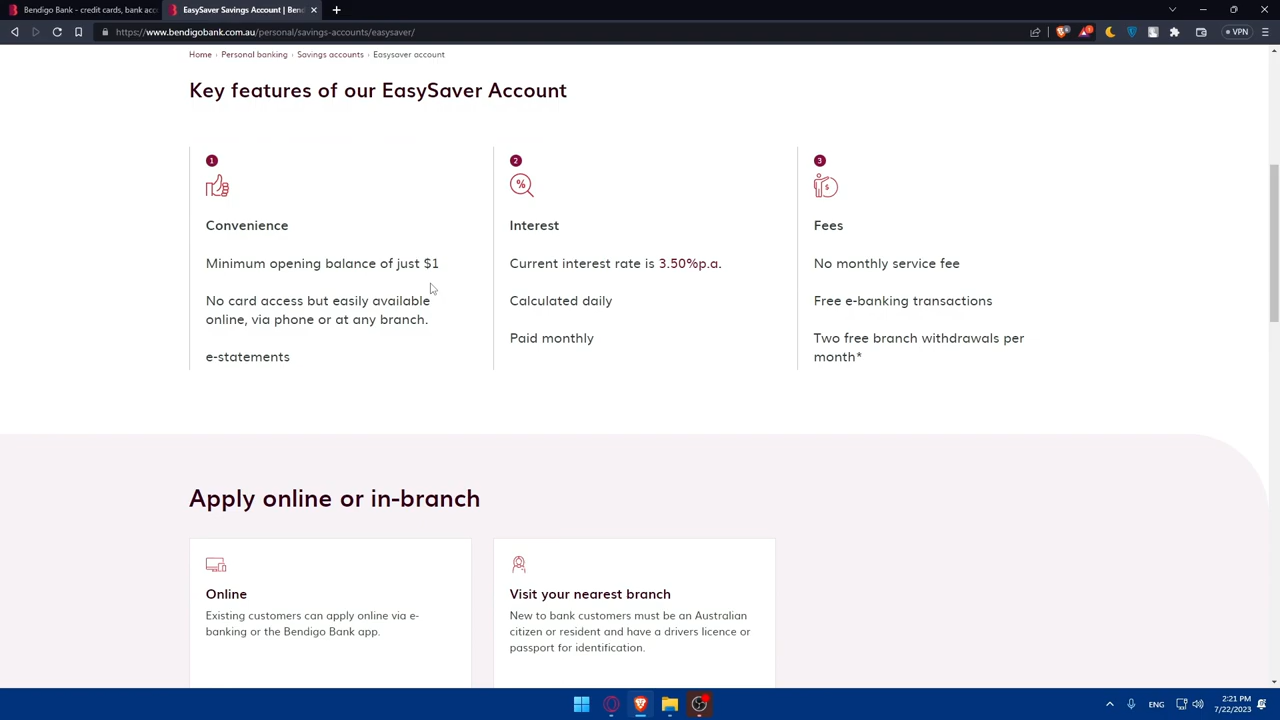 Bendigo Bank - credit cards, bank acc
EasySaver Savings Account | Ben
https://www.bendigobank.com.au/personal/savings-accounts/easysaver/
VPN
Home › Personal banking › Savings accounts › Easysaver account
Key features of our EasySaver Account
1
2
3
%
$
Convenience
Minimum opening balance of just $1
No card access but easily available
online, via phone or at any branch.
e-statements
Interest
Current interest rate is 3.50%p.a.
Calculated daily
Paid monthly
Fees
No monthly service fee
Free e-banking transactions
Two free branch withdrawals per
month*
Apply online or in-branch
Online
Existing customers can apply online via e-
banking or the Bendigo Bank app.
Visit your nearest branch
New to bank customers must be an Australian
citizen or resident and have a drivers licence or
passport for identification.
ENG
2:21 PM
7/22/2023